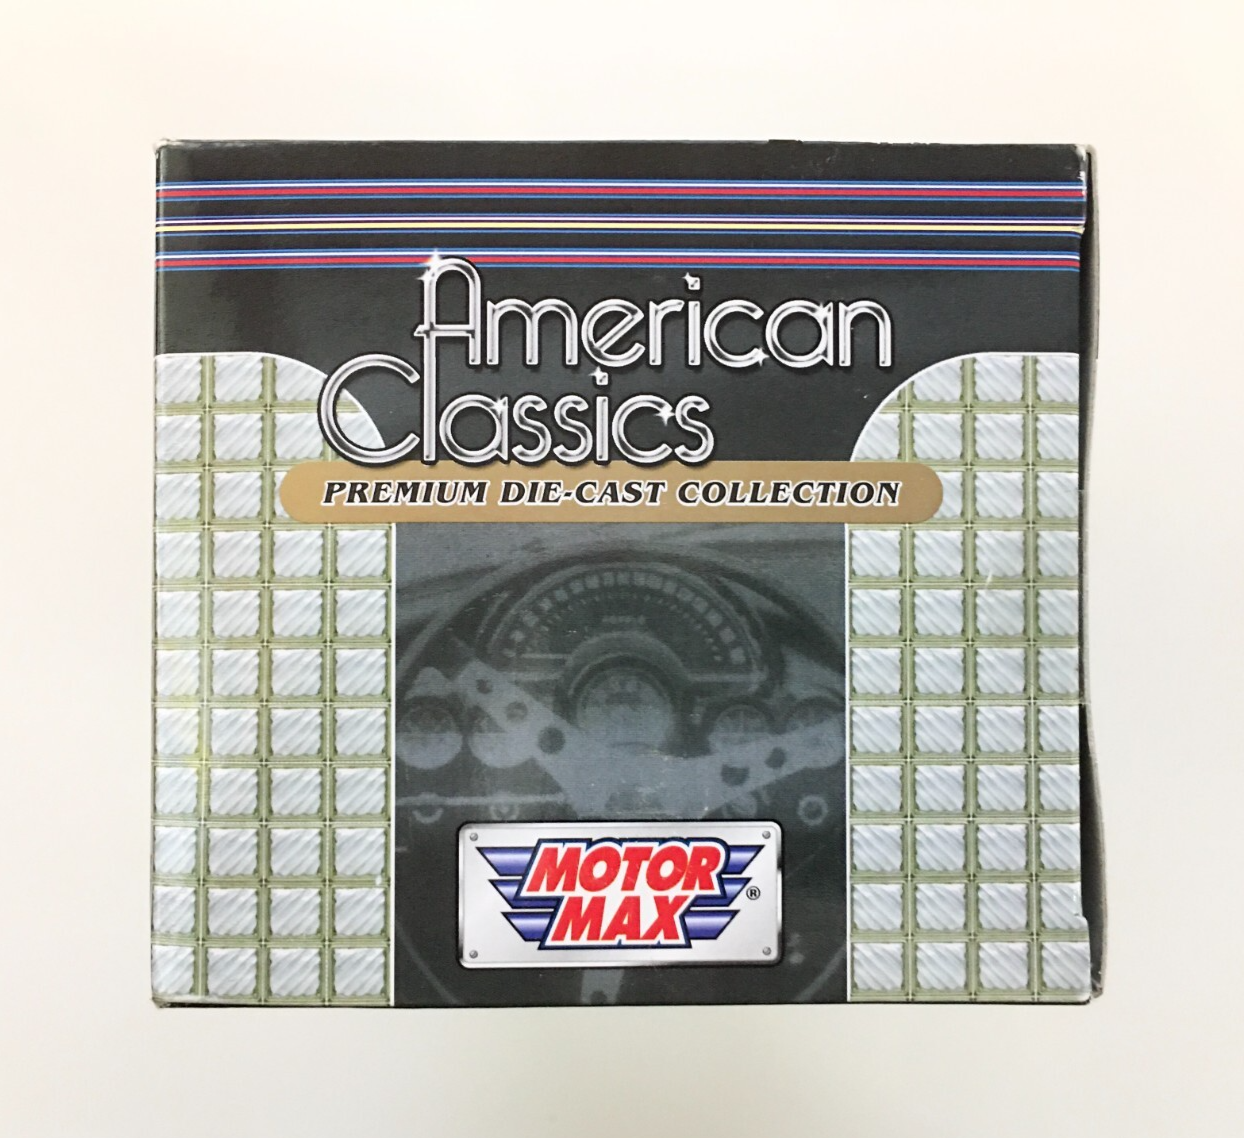 American
Classics
PREMIUM DIE-CAST COLLECTION
MOTOR
MAX
®